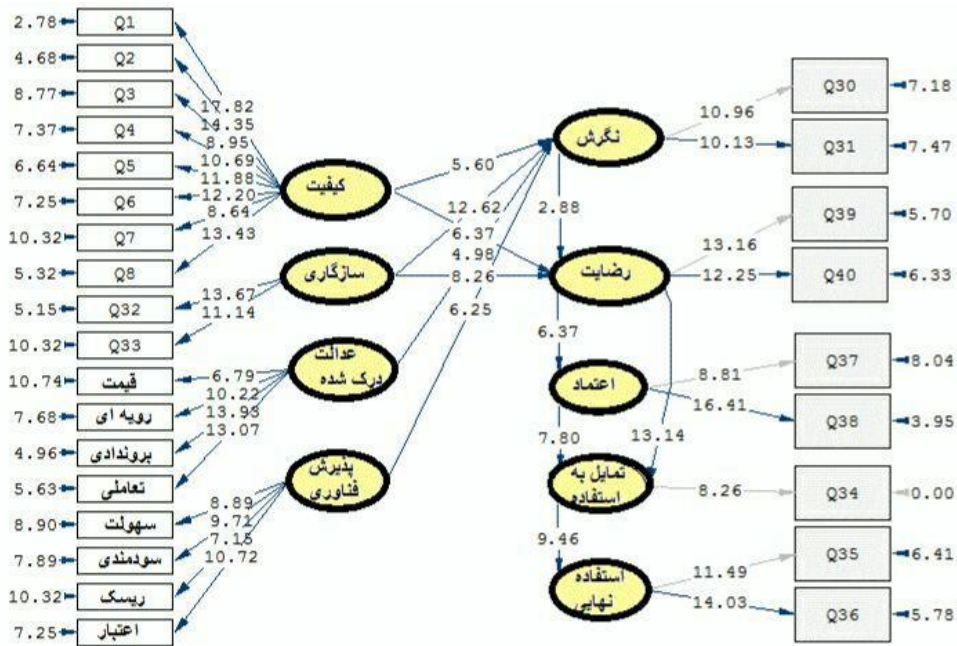 2.78 Q1
4.68 Q2
8.77 Q3
7.37 Q4
6.64 Q5
7.25 Q6
10.32 Q7
5.32 Q8
5.15 Q32
10.32 Q33
10.74 قیمت
7.68 رویه ای
4.96 بروندادی
5.63 تعاملی
8.90 سهولت
7.89 سودمندی
10.32 ریسک
7.25 اعتبار
17.82
14.35
8.95
10.69
11.88
12.20
8.64
13.43
13.67
11.14
6.79
10.22
13.93
13.07
8.89
9.71
7.15
10.72
کیفیت
سازگاری
عدالت
درک شده
پذیرش
فناوری
5.60
12.62
6.37
4.98
8.26
6.25
نگرش
2.88
رضایت
6.37
اعتماد
7.80
13.14
تمایل به
استفاده
9.46
استفاده
نهایی
10.96
10.13
13.16
12.25
8.81
16.41
8.26
11.49
14.03
Q30 7.18
Q31 7.47
Q39 5.70
Q40 6.33
Q37 8.04
Q38 3.95
Q34 0.00
Q35 6.41
Q36 5.78